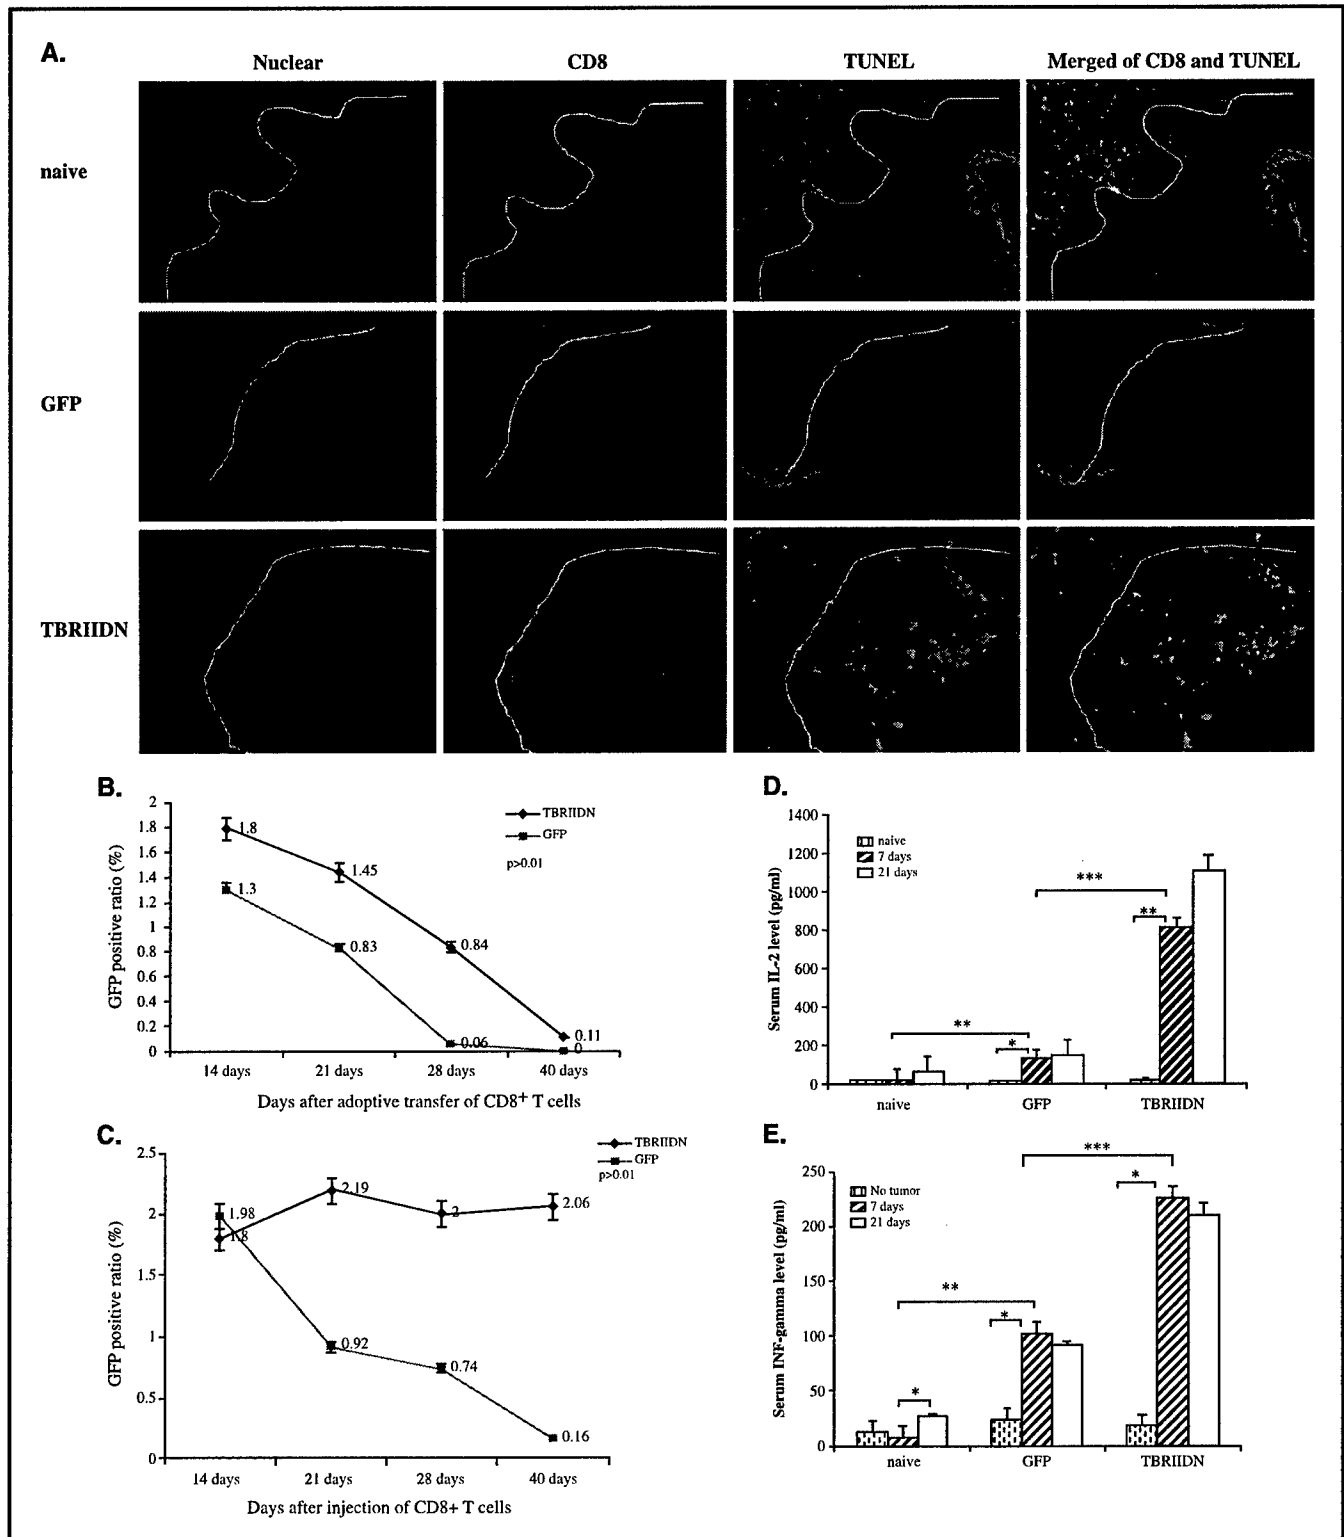 A.
Nuclear CD8 TUNEL Merged of CD8 and TUNEL
naive
GFP
TBRIIDN
B.
GFP positive ratio (%)
2
1.8
1.6
1.4
1.2
1
0.8
0.6
0.4
0.2
0
TBRIIDN
GFP
p>0.01
1.8
1.45
0.84
0.11
1.3
0.83
0.06
0
14 days 21 days 28 days 40 days
Days after adoptive transfer of CD8+ T cells
C.
GFP positive ratio (%)
2.5
2
1.5
1
0.5
0
TBRIIDN
GFP
p>0.01
1.98
1.8
2.19
2
2.06
0.92
0.74
0.16
14 days 21 days 28 days 40 days
Days after injection of CD8+ T cells
D.
Serum IL-2 level (pg/ml)
1400
1200
1000
800
600
400
200
0
naive
7 days
21 days
***
**
**
*
naive GFP TBRIIDN
E.
Serum INF-gamma level (pg/ml)
250
200
150
100
50
0
No tumor
7 days
21 days
***
*
**
*
*
naive GFP TBRIIDN